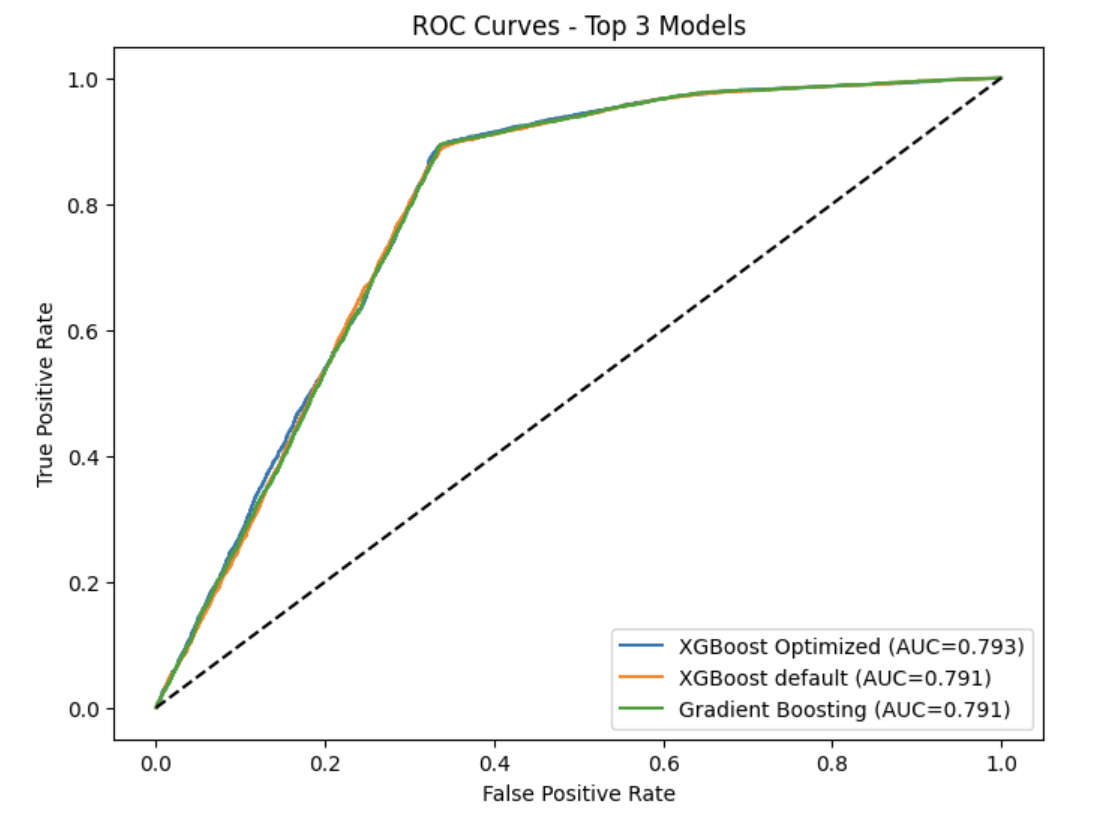 ROC Curves - Top 3 Models
True Positive Rate
1.0
0.8
0.6
0.4
0.2
0.0
XGBoost Optimized (AUC=0.793)
XGBoost default (AUC=0.791)
Gradient Boosting (AUC=0.791)
0.0 0.2 0.4 0.6 0.8 1.0
False Positive Rate